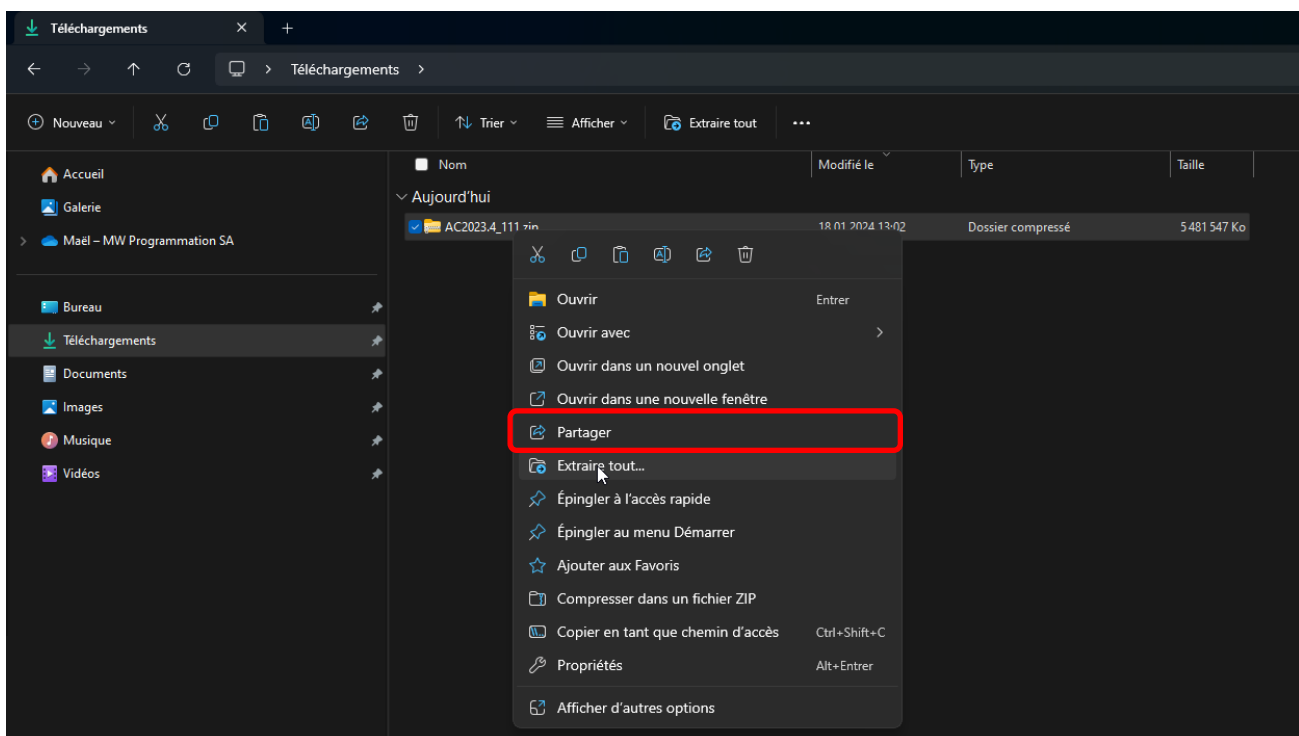 Téléchargements
Téléchargements
Nouveau
Trier
Afficher
Extraire tout
Accueil
Galerie
Maël – MW Programmation SA
Bureau
Téléchargements
Documents
Images
Musique
Vidéos
Nom Modifié le Type Taille
Aujourd'hui
AC2023.4_111.zip 18.01.2024 13:02 Dossier compressé 5 481 547 Ko
Ouvrir Entrer
Ouvrir avec
Ouvrir dans un nouvel onglet
Ouvrir dans une nouvelle fenêtre
Partager
Extraire tout...
Épingler à l'accès rapide
Épingler au menu Démarrer
Ajouter aux Favoris
Compresser dans un fichier ZIP
Copier en tant que chemin d'accès Ctrl+Shift+C
Propriétés Alt+Entrer
Afficher d'autres options